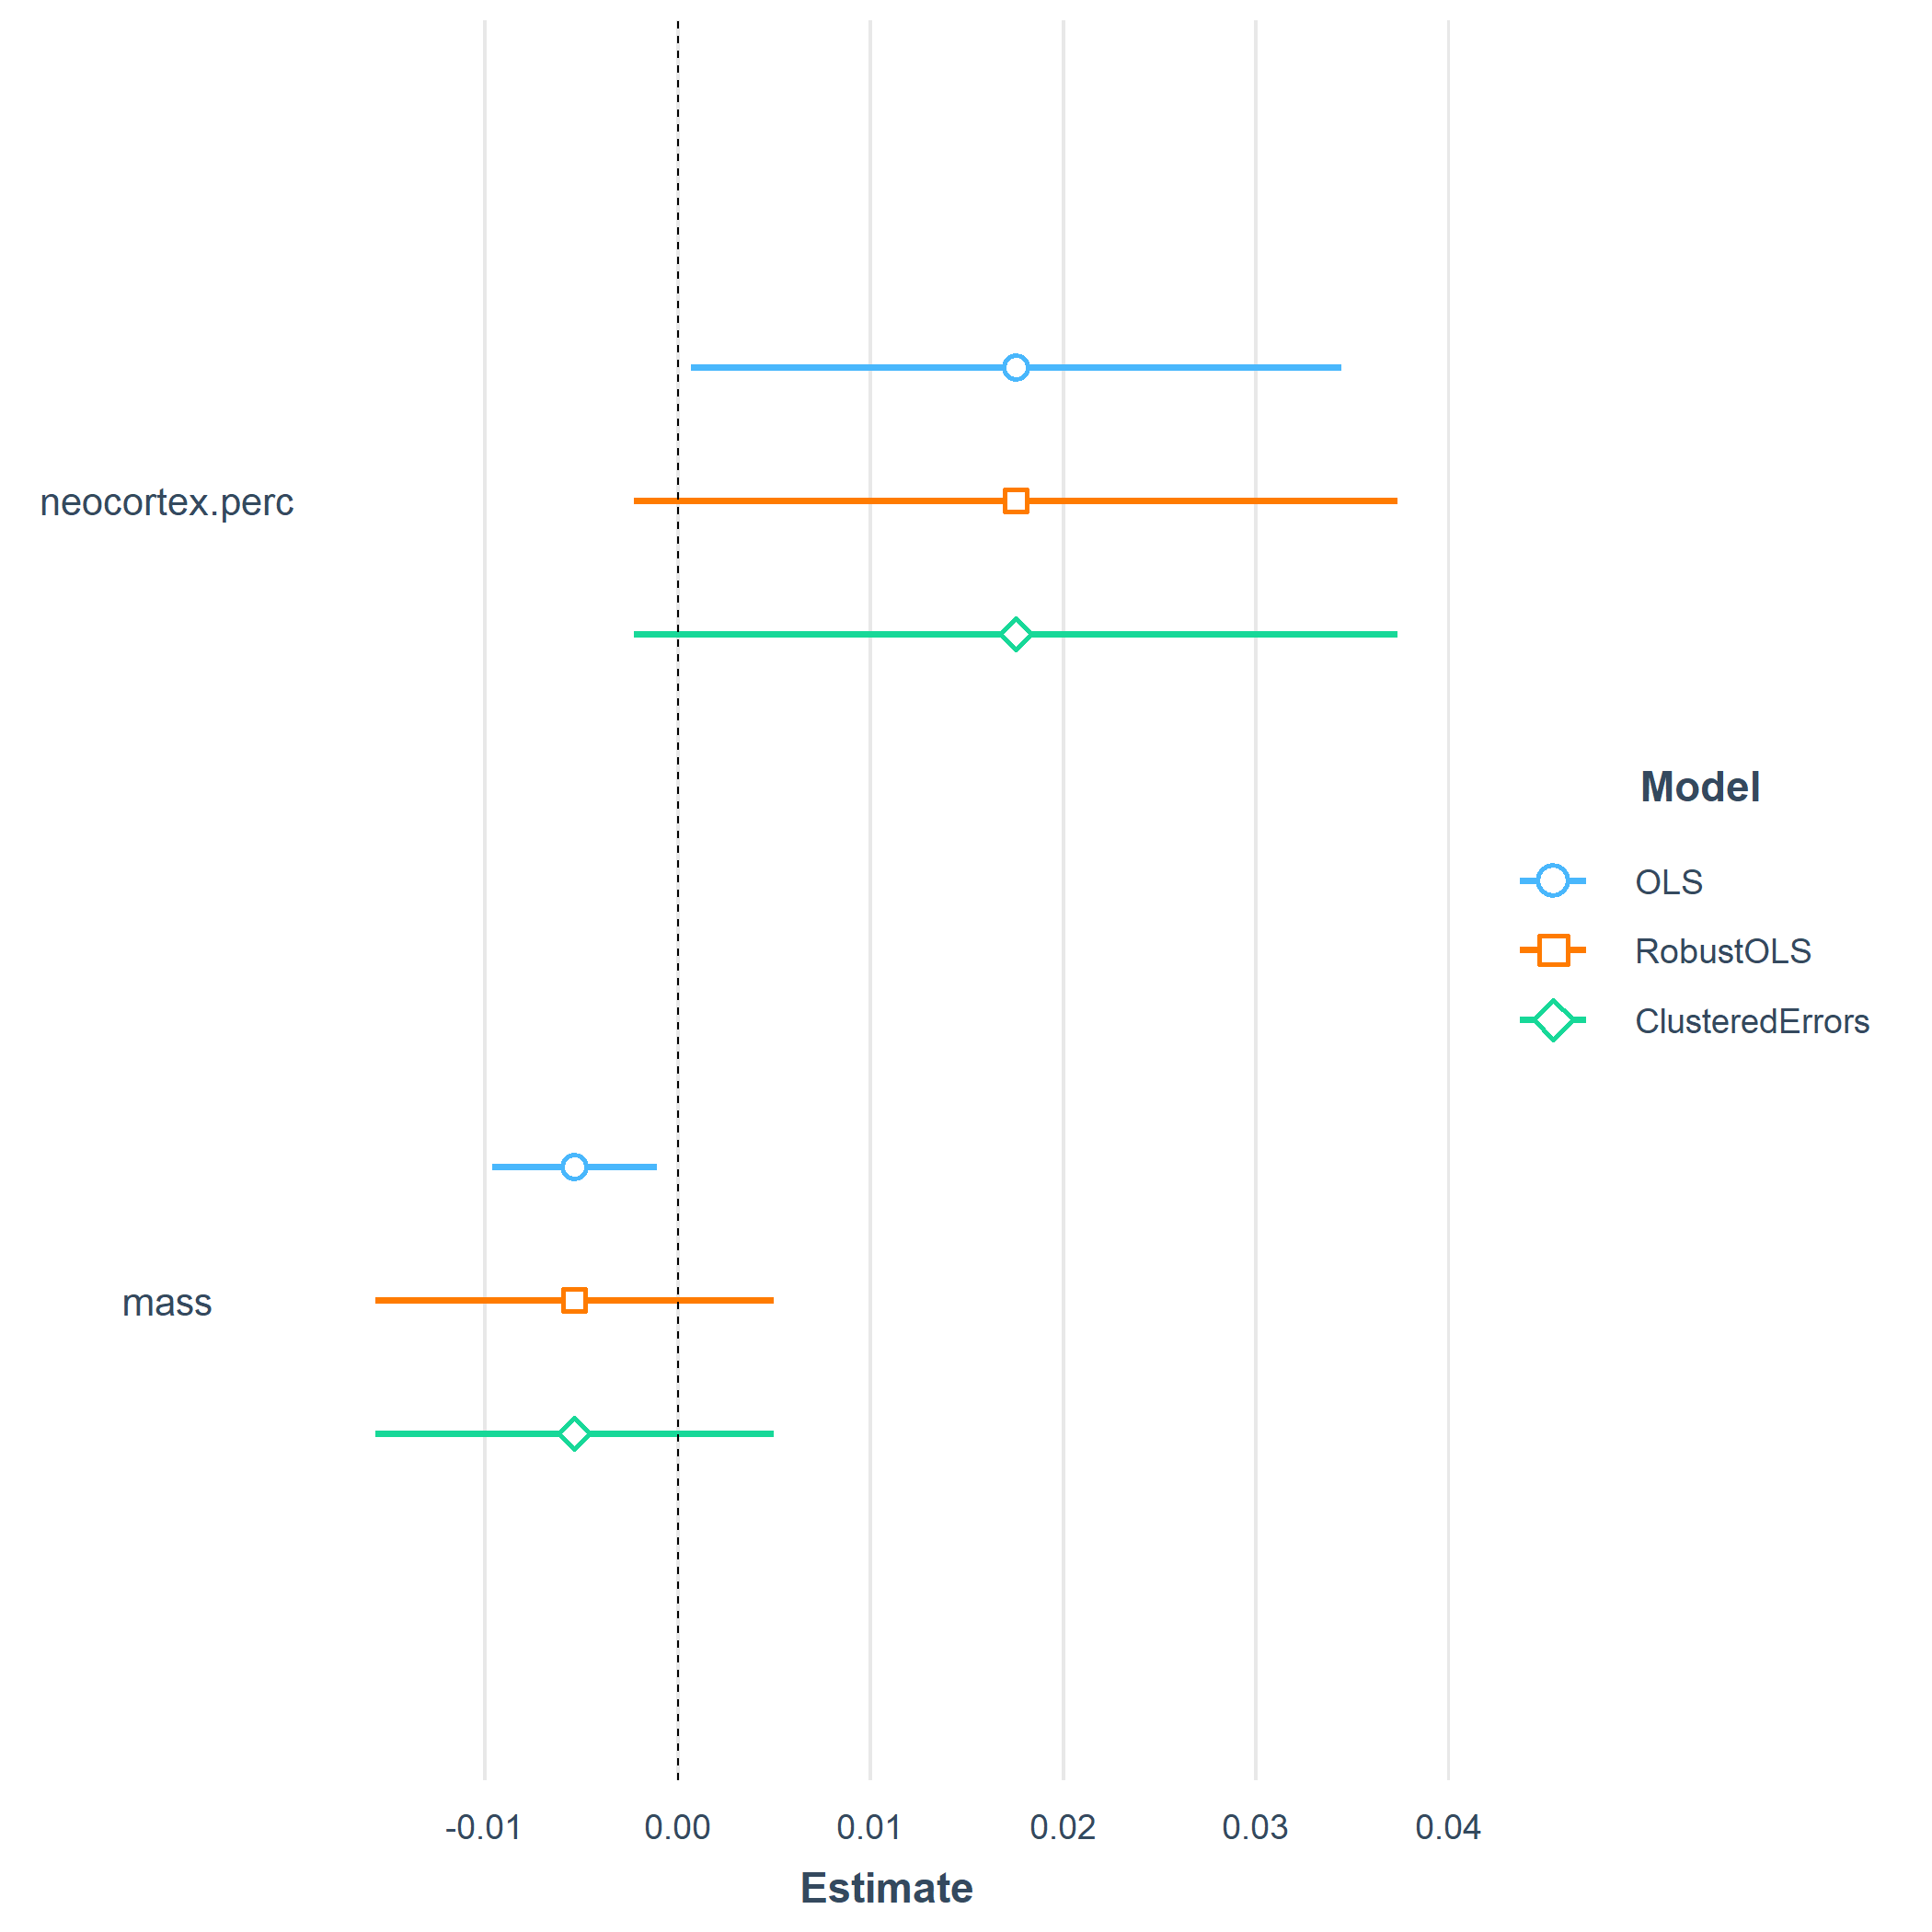 neocortex.perc
mass
-0.01 0.00 0.01 0.02 0.03 0.04
Estimate
Model
OLS
RobustOLS
ClusteredErrors